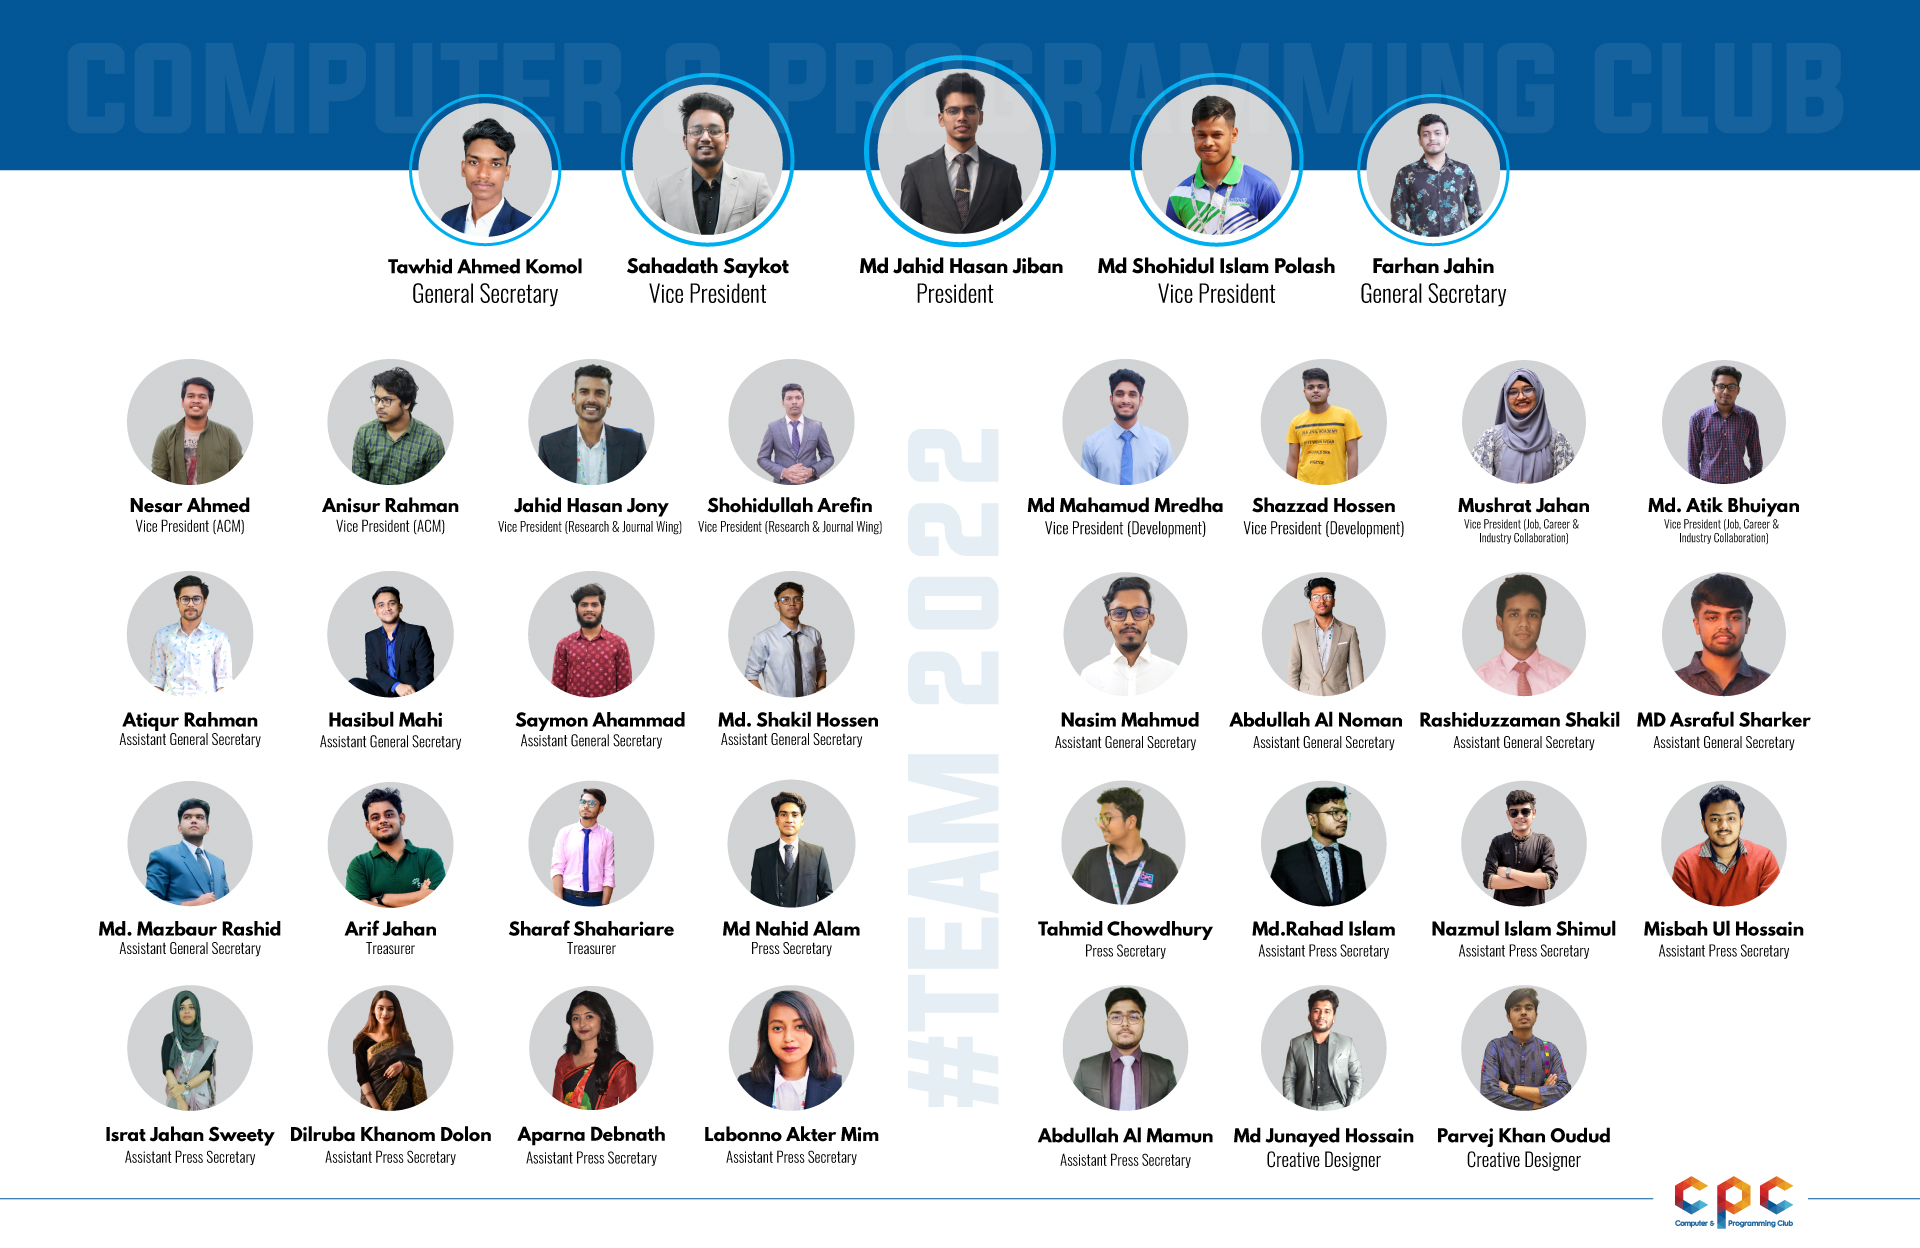 COMPUTER & PROGRAMMING CLUB
Tawhid Ahmed Komol
General Secretary
Sahadath Saykot
Vice President
Md Jahid Hasan Jiban
President
Md Shohidul Islam Polash
Vice President
Farhan Jahin
General Secretary
Nesar Ahmed
Vice President (ACM)
Anisur Rahman
Vice President (ACM)
Jahid Hasan Jony
Vice President (Research & Journal Wing)
Shohidullah Arefin
Vice President (Research & Journal Wing)
Md Mahamud Mredha
Vice President (Development)
Shazzad Hossen
Vice President (Development)
Mushrat Jahan
Vice President (Job, Career &
Industry Collaboration)
Md. Atik Bhuiyan
Vice President (Job, Career &
Industry Collaboration)
#TEAM 2022
Atiqur Rahman
Assistant General Secretary
Hasibul Mahi
Assistant General Secretary
Saymon Ahammad
Assistant General Secretary
Md. Shakil Hossen
Assistant General Secretary
Nasim Mahmud
Assistant General Secretary
Abdullah Al Noman
Assistant General Secretary
Rashiduzzaman Shakil
Assistant General Secretary
MD Asraful Sharker
Assistant General Secretary
Md. Mazbaur Rashid
Assistant General Secretary
Arif Jahan
Treasurer
Sharaf Shahariare
Treasurer
Md Nahid Alam
Press Secretary
Tahmid Chowdhury
Press Secretary
Md.Rahad Islam
Assistant Press Secretary
Nazmul Islam Shimul
Assistant Press Secretary
Misbah Ul Hossain
Assistant Press Secretary
Israt Jahan Sweety
Assistant Press Secretary
Dilruba Khanom Dolon
Assistant Press Secretary
Aparna Debnath
Assistant Press Secretary
Labonno Akter Mim
Assistant Press Secretary
Abdullah Al Mamun
Assistant Press Secretary
Md Junayed Hossain
Creative Designer
Parvej Khan Oudud
Creative Designer
cpc
Computer & Programming Club